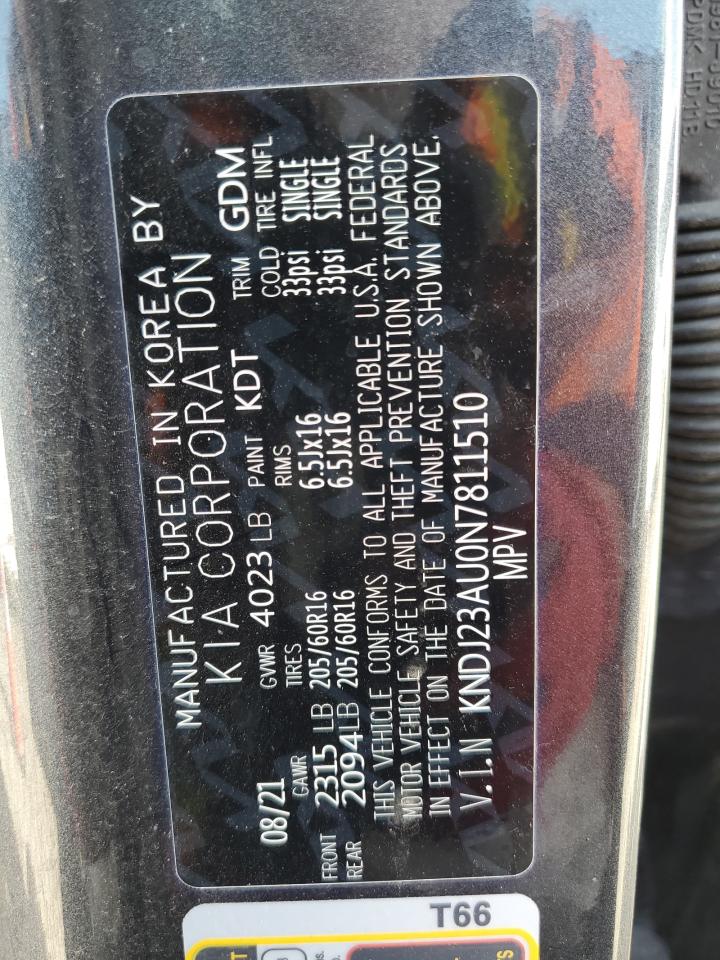 MANUFACTURED IN KOREA BY
KIA CORPORATION
08/21 GVWR 4023 LB PAINT KDT TRIM GDM
GAWR TIRES RIMS COLD TIRE INFL
FRONT 2315 LB 205/60R16 6.5Jx16 33psi SINGLE
REAR 2094 LB 205/60R16 6.5Jx16 33psi SINGLE
THIS VEHICLE CONFORMS TO ALL APPLICABLE U.S.A. FEDERAL
MOTOR VEHICLE SAFETY AND THEFT PREVENTION STANDARDS
IN EFFECT ON THE DATE OF MANUFACTURE SHOWN ABOVE.
V.I.N KNDJ23AU0N7811510
MPV
T66
HD11E